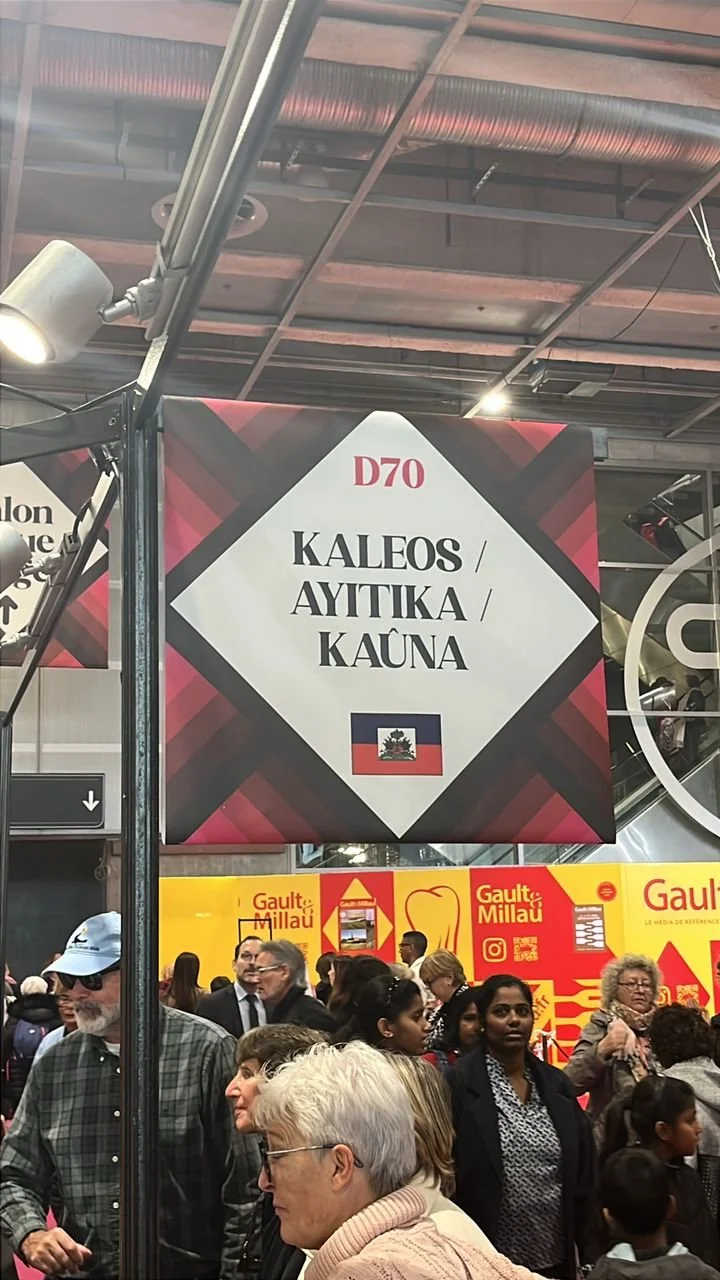 D70
KALEOS /
AYITIKA /
KAÛNA
Gault&
Millau
Gault&
Millau
Gault
LE MÉDIA DE RÉFÉRENCE